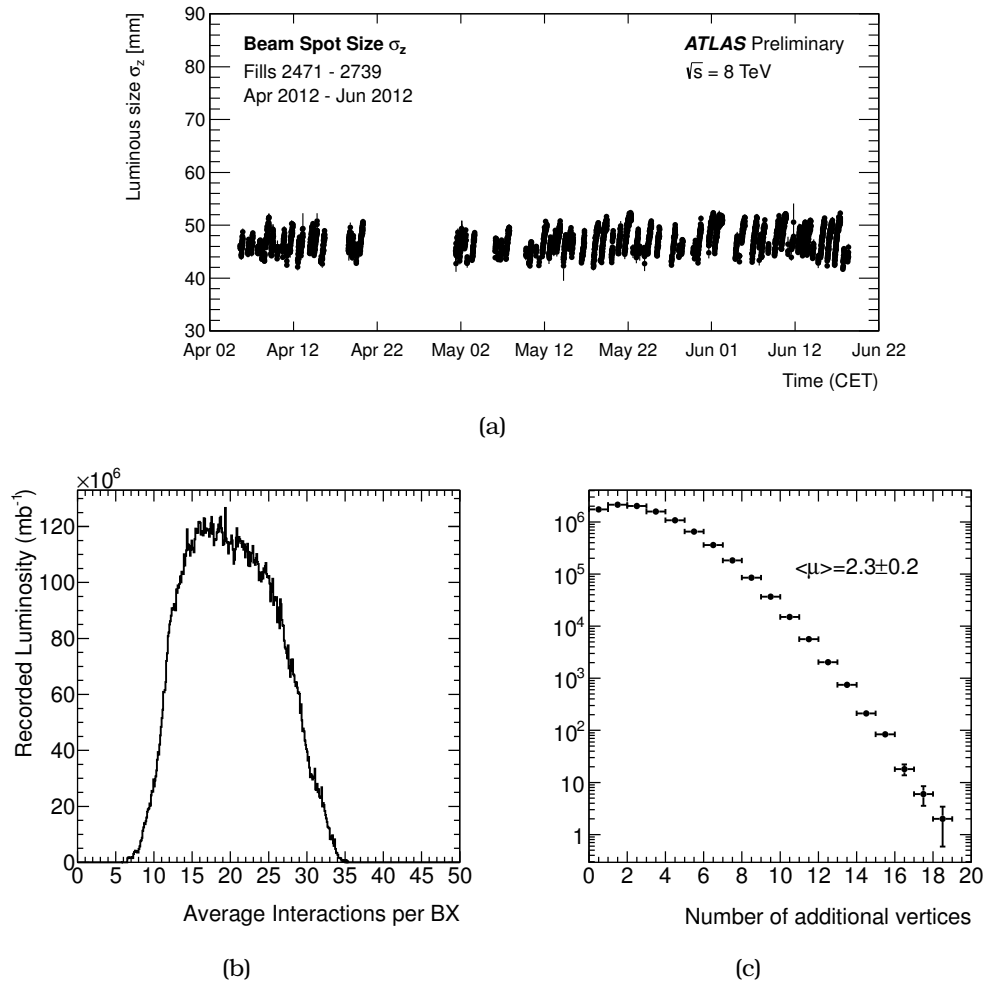 90
80
70
60
50
40
30
Luminous size σz [mm]
Beam Spot Size σz
Fills 2471 - 2739
Apr 2012 - Jun 2012
ATLAS Preliminary
√s = 8 TeV
Apr 02 Apr 12 Apr 22 May 02 May 12 May 22 Jun 01 Jun 12 Jun 22
Time (CET)
(a)
×10⁶
120
100
80
60
40
20
0
Recorded Luminosity (mb⁻¹)
0 5 10 15 20 25 30 35 40 45 50
Average Interactions per BX
(b)
10⁶
10⁵
10⁴
10³
10²
10
1
<μ>=2.3±0.2
0 2 4 6 8 10 12 14 16 18 20
Number of additional vertices
(c)